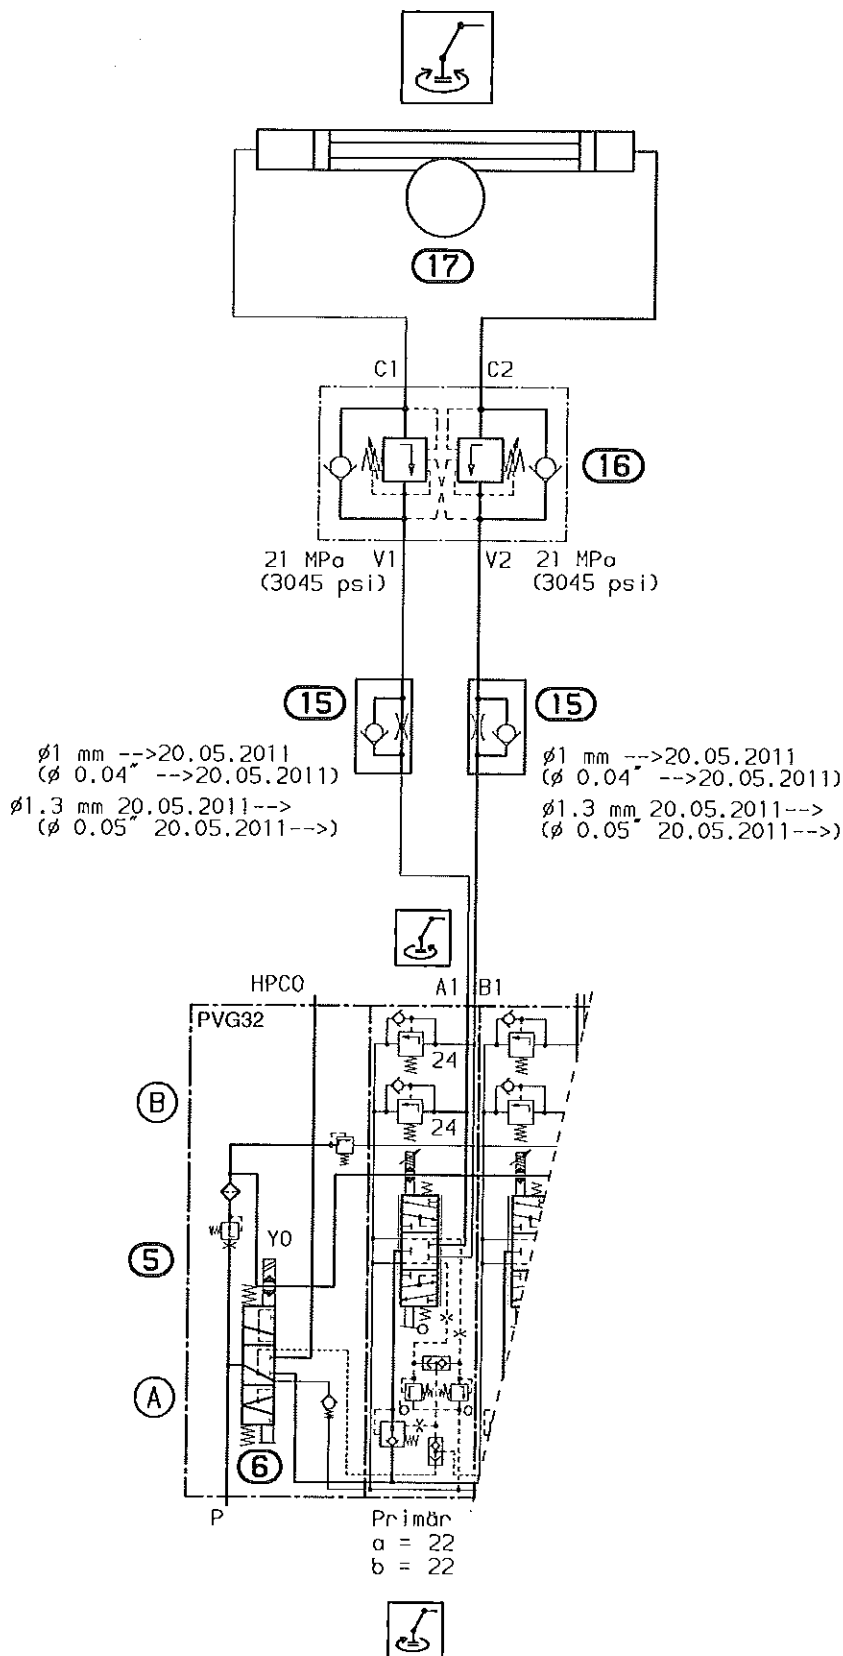 17
C1 C2
16
21 MPa V1 V2 21 MPa
(3045 psi) (3045 psi)
15 15
ø1 mm -->20.05.2011
(ø 0.04" -->20.05.2011)
ø1.3 mm 20.05.2011-->
(ø 0.05" 20.05.2011-->)
ø1 mm -->20.05.2011
(ø 0.04" -->20.05.2011)
ø1.3 mm 20.05.2011-->
(ø 0.05" 20.05.2011-->)
HPCO A1 B1
PVG32
24
B
24
5
Y0
A
6
P
Primär
a = 22
b = 22